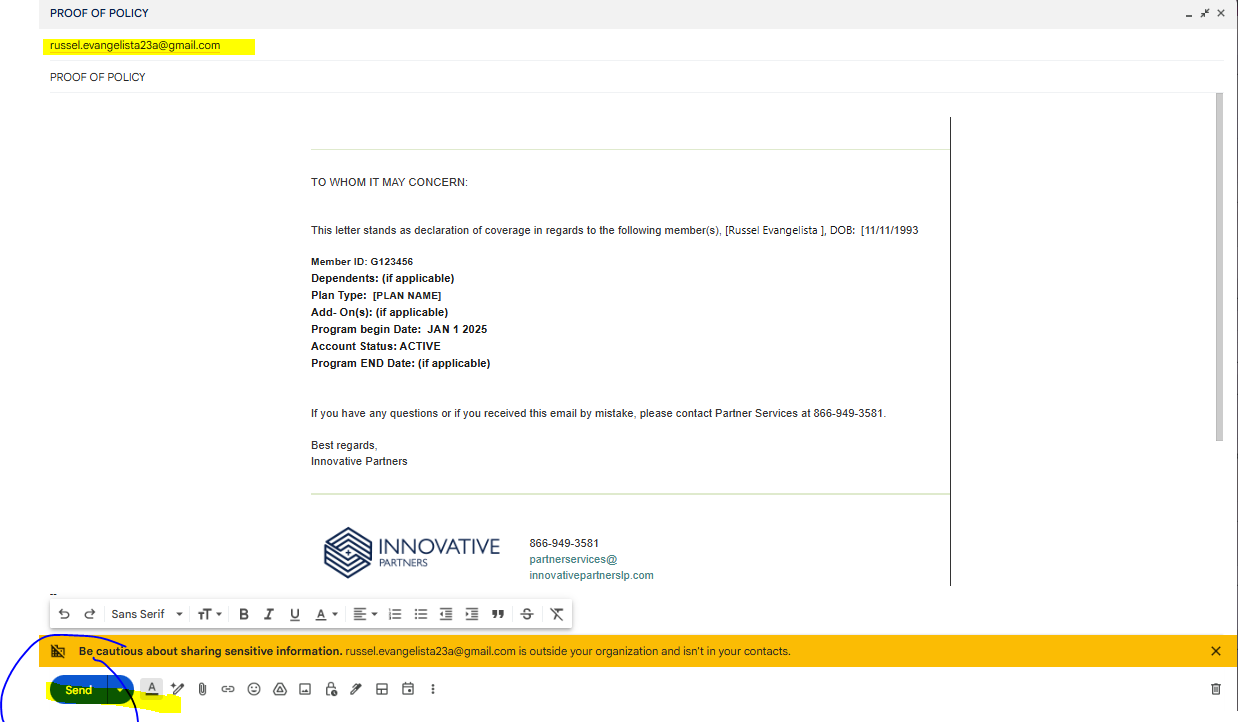 PROOF OF POLICY
russel.evangelista23a@gmail.com
PROOF OF POLICY
TO WHOM IT MAY CONCERN:
This letter stands as declaration of coverage in regards to the following member(s), [Russel Evangelista ], DOB:  [11/11/1993
Member ID: G123456
Dependents: (if applicable)
Plan Type:  [PLAN NAME]
Add- On(s): (if applicable)
Program begin Date:  JAN 1 2025
Account Status: ACTIVE
Program END Date: (if applicable)
If you have any questions or if you received this email by mistake, please contact Partner Services at 866-949-3581.
Best regards,
Innovative Partners
INNOVATIVE
PARTNERS
866-949-3581
partnerservices@
innovativepartnerslp.com
--
Sans Serif
Be cautious about sharing sensitive information. russel.evangelista23a@gmail.com is outside your organization and isn't in your contacts.
Send